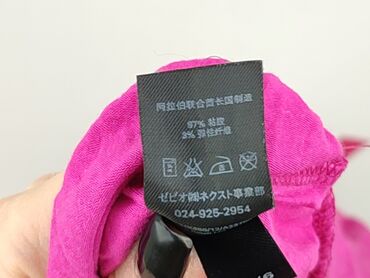 阿拉伯联合酋长国制造
97% 黏胶
3% 弹性纤维
ゼビオ㈱ネクスト事業部
024-925-2954